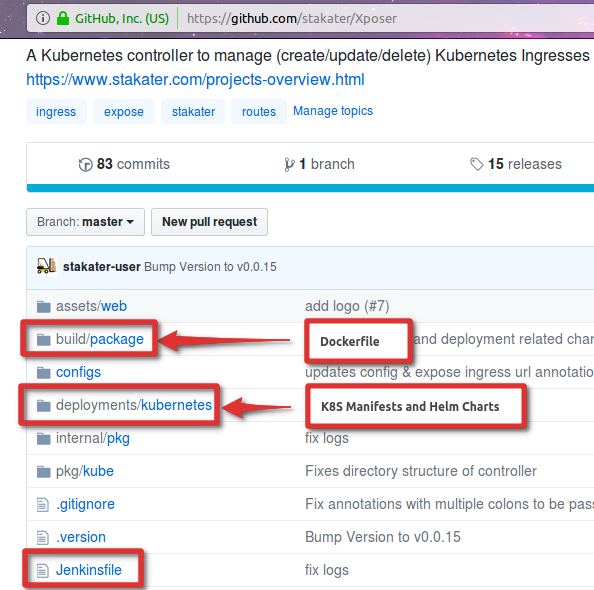 GitHub, Inc. (US) https://github.com/stakater/Xposer
A Kubernetes controller to manage (create/update/delete) Kubernetes Ingresses
https://www.stakater.com/projects-overview.html
ingress expose stakater routes Manage topics
83 commits 1 branch 15 releases
Branch: master New pull request
stakater-user Bump Version to v0.0.15
assets/web add logo (#7)
build/package Dockerfile and deployment related char
configs updates config & expose ingress url annotatio
deployments/kubernetes K8S Manifests and Helm Charts
internal/pkg fix logs
pkg/kube Fixes directory structure of controller
.gitignore Fix annotations with multiple colons to be pas
.version Bump Version to v0.0.15
Jenkinsfile fix logs